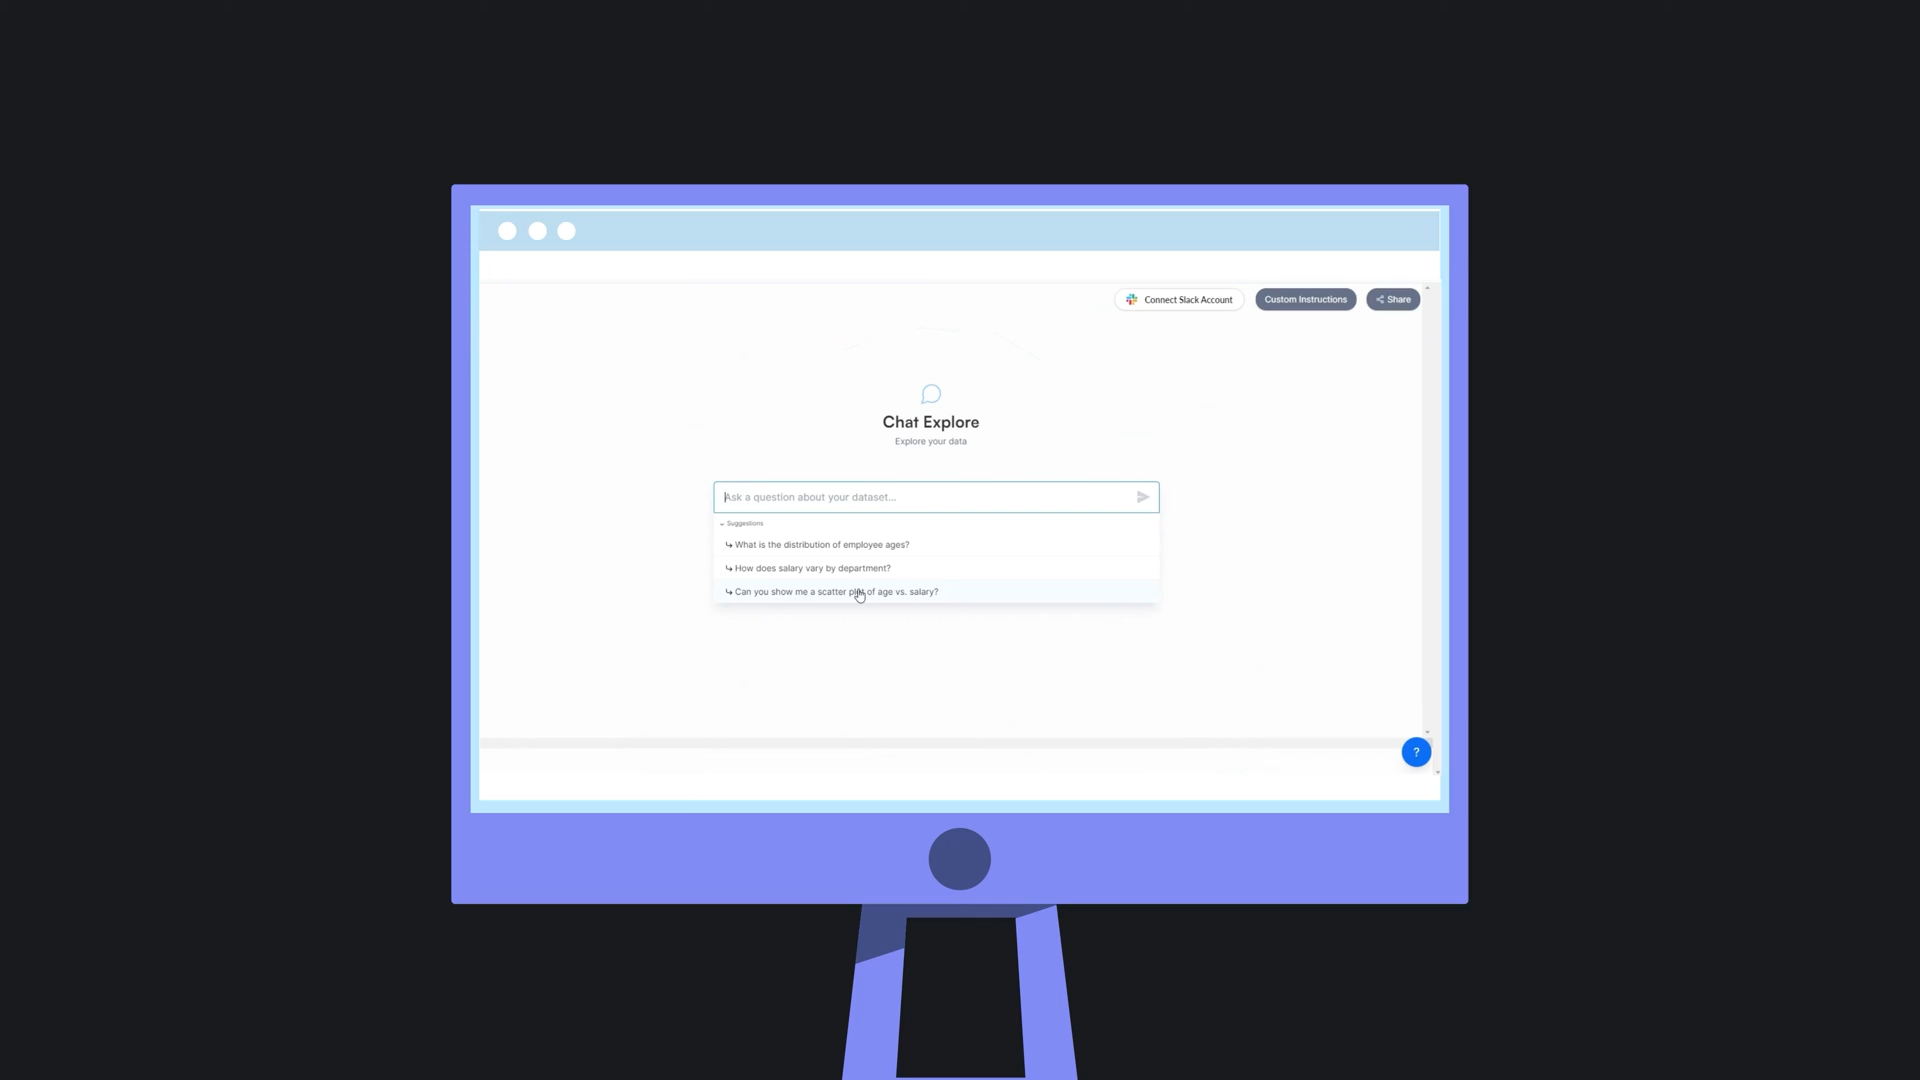 Connect Slack Account
Custom Instructions
Share
Chat Explore
Explore your data
Ask a question about your dataset...
Suggestions
What is the distribution of employee ages?
How does salary vary by department?
Can you show me a scatter plot of age vs. salary?
?